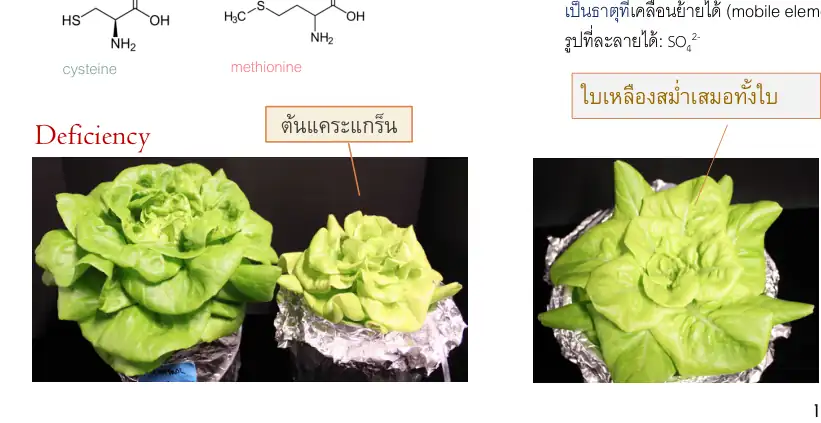 HS
OH
NH2
cysteine
H3C
S
OH
NH2
methionine
เป็นธาตุที่เคลื่อนย้ายได้ (mobile elem
รูปที่ละลายได้: SO4 2-
ใบเหลืองสม่ำเสมอทั้งใบ
ต้นแคระแกร็น
Deficiency
1